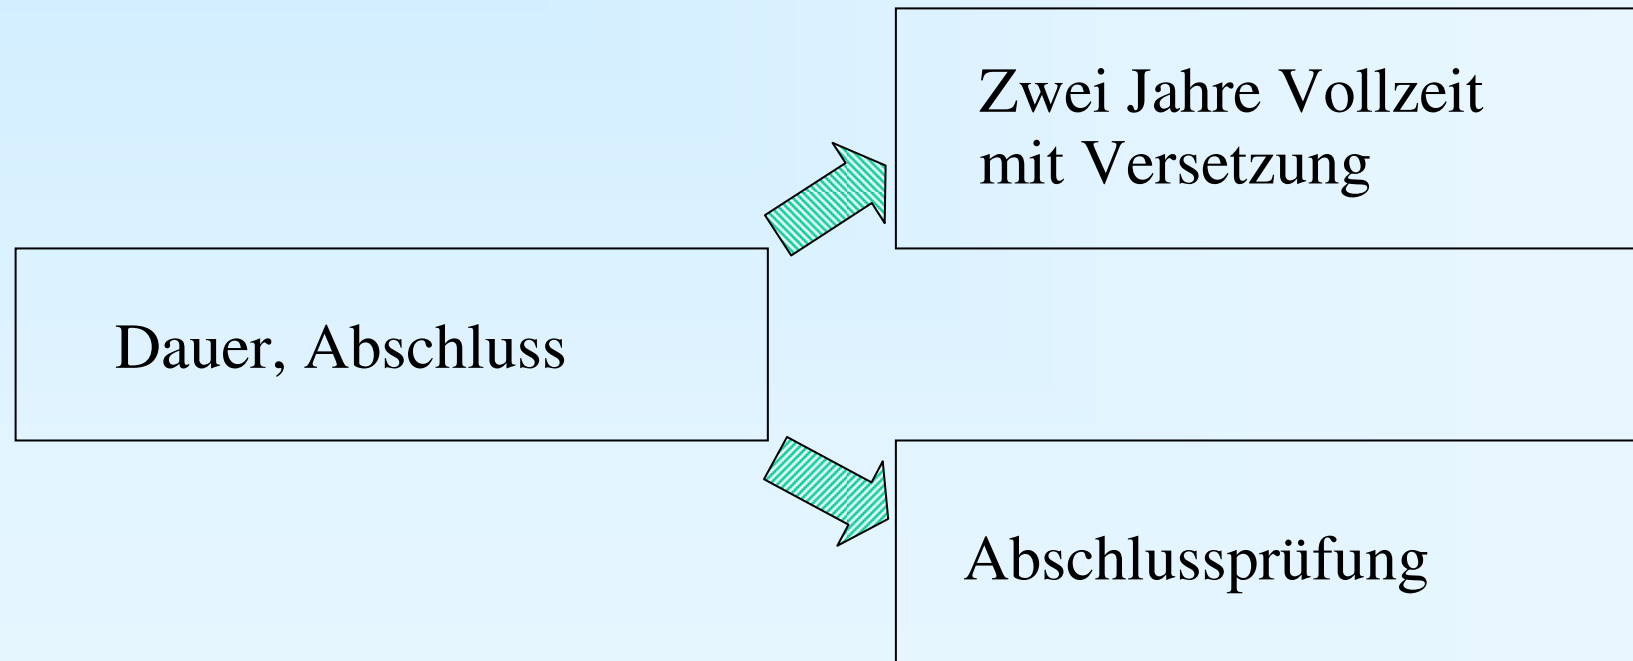 Zwei Jahre Vollzeit
mit Versetzung
Dauer, Abschluss
Abschlussprüfung